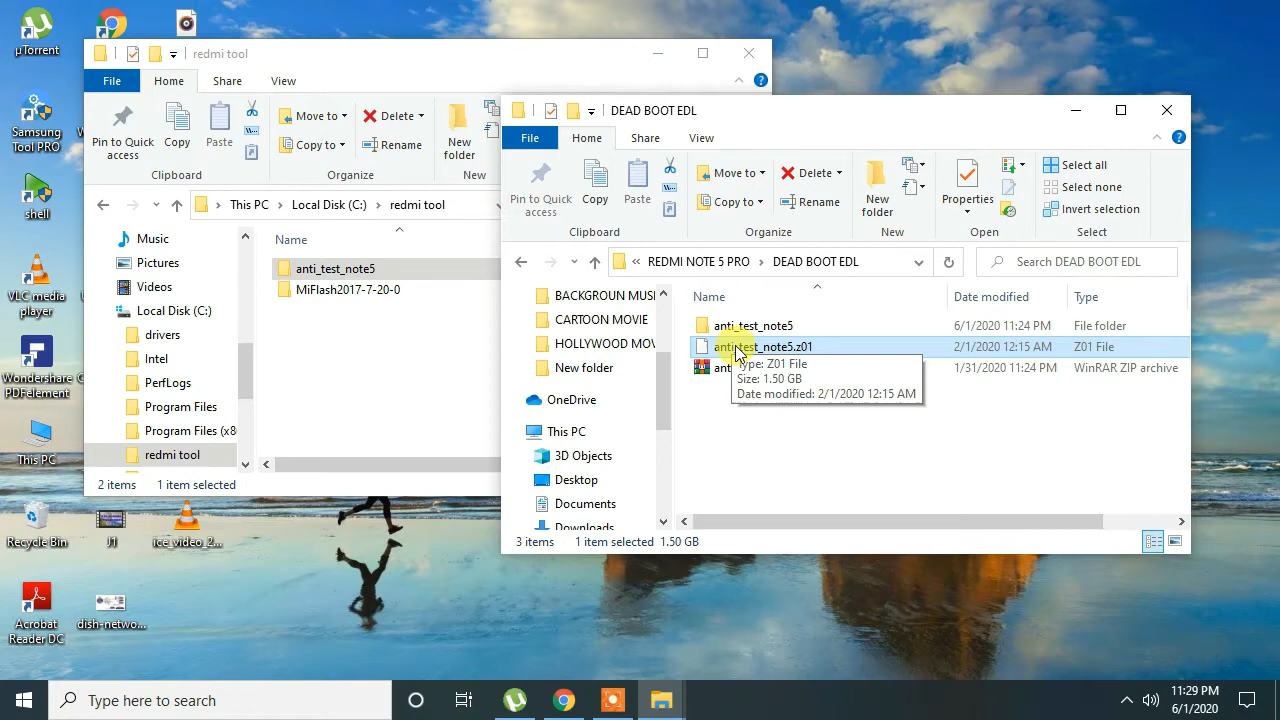 µTorrent
Samsung
Tool PRO
shell
VLC media
player
Wondershare
PDFelement
This PC
Recycle Bin
J1
ice_video_2...
Acrobat
Reader DC
dish-netwo...
redmi tool
File
Home
Share
View
Pin to Quick
access
Copy
Paste
Move to
Copy to
Delete
Rename
New
folder
Clipboard
Organize
New
This PC
Local Disk (C:)
redmi tool
Music
Pictures
Videos
Local Disk (C:)
drivers
Intel
PerfLogs
Program Files
Program Files (x8
redmi tool
Name
anti_test_note5
MiFlash2017-7-20-0
2 items
1 item selected
DEAD BOOT EDL
File
Home
Share
View
Pin to Quick
access
Copy
Paste
Move to
Copy to
Delete
Rename
New
folder
Properties
Select all
Select none
Invert selection
Clipboard
Organize
New
Open
Select
REDMI NOTE 5 PRO
DEAD BOOT EDL
Search DEAD BOOT EDL
BACKGROUN MUSI
CARTOON MOVIE
HOLLYWOOD MOV
New folder
OneDrive
This PC
3D Objects
Desktop
Documents
Downloads
Name
Date modified
Type
anti_test_note5
6/1/2020 11:24 PM
File folder
anti_test_note5.z01
2/1/2020 12:15 AM
Z01 File
1/31/2020 11:24 PM
WinRAR ZIP archive
Type: Z01 File
Size: 1.50 GB
Date modified: 2/1/2020 12:15 AM
3 items
1 item selected 1.50 GB
Type here to search
11:29 PM
6/1/2020